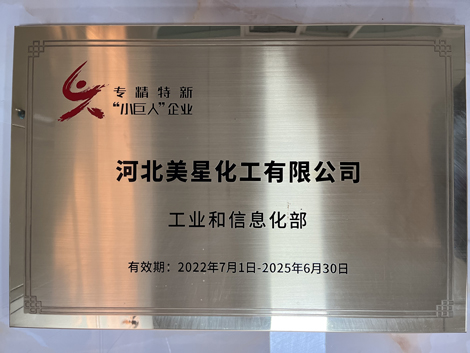 专精特新
“小巨人”企业
河北美星化工有限公司
工业和信息化部
有效期：2022年7月1日-2025年6月30日